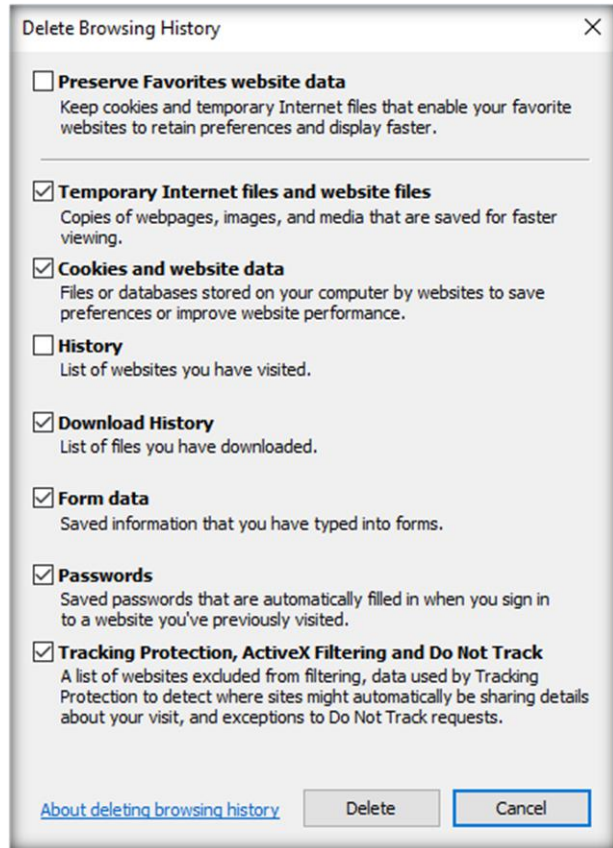 Delete Browsing History
Preserve Favorites website data
Keep cookies and temporary Internet files that enable your favorite
websites to retain preferences and display faster.
Temporary Internet files and website files
Copies of webpages, images, and media that are saved for faster
viewing.
Cookies and website data
Files or databases stored on your computer by websites to save
preferences or improve website performance.
History
List of websites you have visited.
Download History
List of files you have downloaded.
Form data
Saved information that you have typed into forms.
Passwords
Saved passwords that are automatically filled in when you sign in
to a website you've previously visited.
Tracking Protection, ActiveX Filtering and Do Not Track
A list of websites excluded from filtering, data used by Tracking
Protection to detect where sites might automatically be sharing details
about your visit, and exceptions to Do Not Track requests.
About deleting browsing history
Delete
Cancel